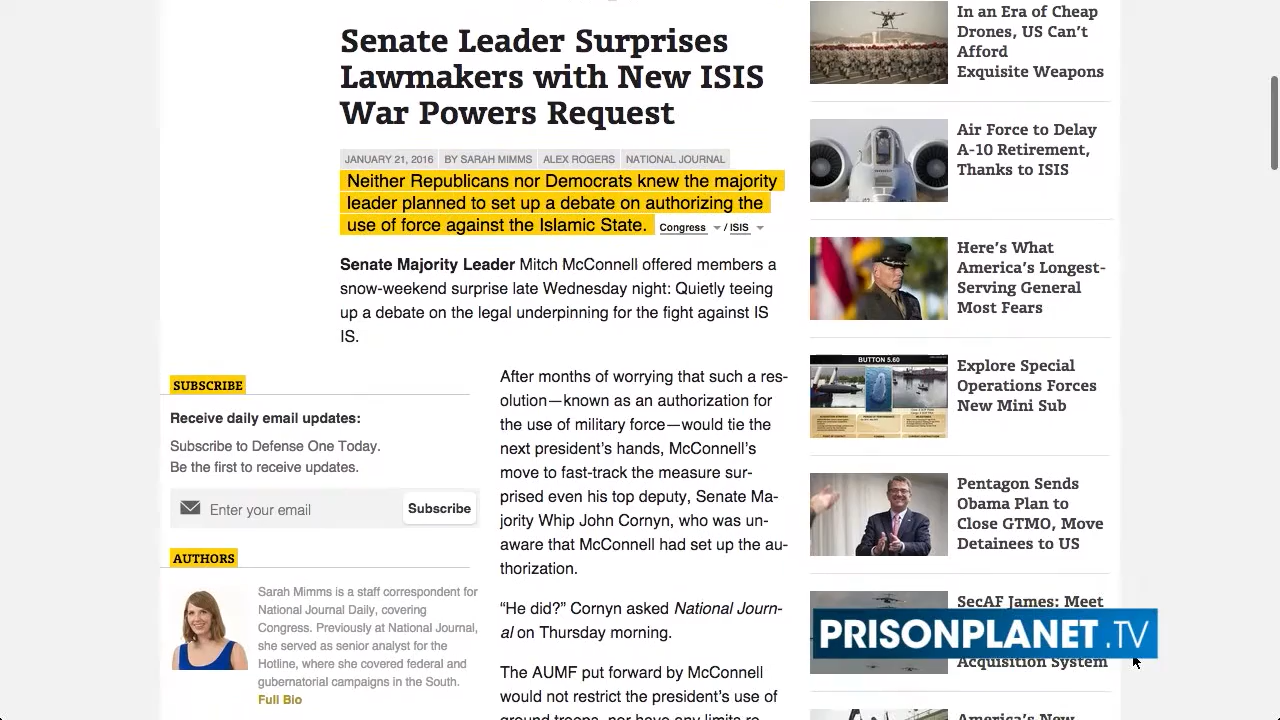 Senate Leader Surprises
Lawmakers with New ISIS
War Powers Request
JANUARY 21, 2016 BY SARAH MIMMS ALEX ROGERS NATIONAL JOURNAL
Neither Republicans nor Democrats knew the majority
leader planned to set up a debate on authorizing the
use of force against the Islamic State. Congress / ISIS
Senate Majority Leader Mitch McConnell offered members a
snow-weekend surprise late Wednesday night: Quietly teeing
up a debate on the legal underpinning for the fight against IS
IS.
SUBSCRIBE
Receive daily email updates:
Subscribe to Defense One Today.
Be the first to receive updates.
Enter your email Subscribe
AUTHORS
Sarah Mimms is a staff correspondent for
National Journal Daily, covering
Congress. Previously at National Journal,
she served as senior analyst for the
Hotline, where she covered federal and
gubernatorial campaigns in the South.
Full Bio
After months of worrying that such a res-
olution—known as an authorization for
the use of military force—would tie the
next president's hands, McConnell's
move to fast-track the measure sur-
prised even his top deputy, Senate Ma-
jority Whip John Cornyn, who was un-
aware that McConnell had set up the au-
thorization.
“He did?” Cornyn asked National Journ-
al on Thursday morning.
The AUMF put forward by McConnell
would not restrict the president's use of
ground troops, nor have any limits re-
In an Era of Cheap
Drones, US Can't
Afford
Exquisite Weapons
Air Force to Delay
A-10 Retirement,
Thanks to ISIS
Here's What
America's Longest-
Serving General
Most Fears
BUTTON 5.60
Explore Special
Operations Forces
New Mini Sub
Pentagon Sends
Obama Plan to
Close GTMO, Move
Detainees to US
SecAF James: Meet
PRISONPLANET.TV
Acquisition System
America's New